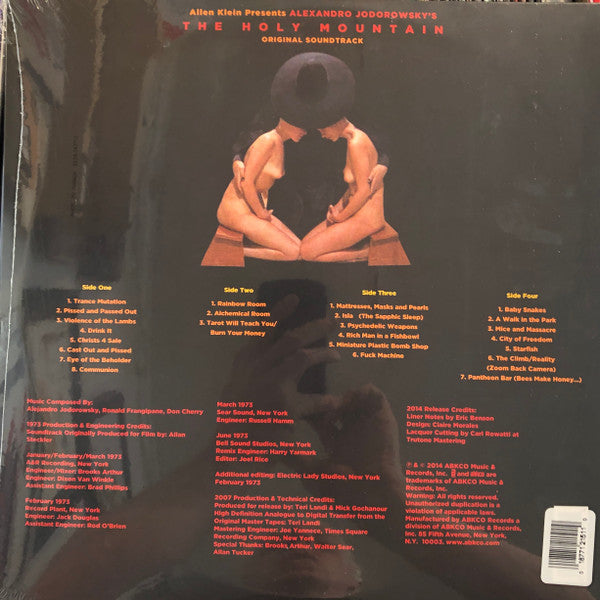 Allen Klein Presents ALEXANDRO JODOROWSKY'S
THE HOLY MOUNTAIN
ORIGINAL SOUNDTRACK
Side One
1. Trance Mutation
2. Pissed and Passed Out
3. Violence of the Lambs
4. Drink It
5. Christs 4 Sale
6. Cast Out and Pissed
7. Eye of the Beholder
8. Communion
Side Two
1. Rainbow Room
2. Alchemical Room
3. Tarot Will Teach You/
Burn Your Money
Side Three
1. Mattresses, Masks and Pearls
2. Isla (The Sapphic Sleep)
3. Psychedelic Weapons
4. Rich Man in a Fishbowl
5. Miniature Plastic Bomb Shop
6. Fuck Machine
Side Four
1. Baby Snakes
2. A Walk in the Park
3. Mice and Massacre
4. City of Freedom
5. Starfish
6. The Climb/Reality
(Zoom Back Camera)
7. Pantheon Bar (Bees Make Honey...)
Music Composed By:
Alejandro Jodorowsky, Ronald Frangipane, Don Cherry
1973 Production & Engineering Credits:
Soundtrack Originally Produced for Film by: Allan
Steckler
January/February/March 1973
A&R Recording, New York
Engineer/Mixer: Brooks Arthur
Engineer: Dixon Van Winkle
Assistant Engineer: Brad Phillips
February 1973
Record Plant, New York
Engineer: Jack Douglas
Assistant Engineer: Rod O'Brien
March 1973
Sear Sound, New York
Engineer: Russell Hamm
June 1973
Bell Sound Studios, New York
Remix Engineer: Harry Yarmark
Editor: Joel Rice
Additional editing: Electric Lady Studios, New York
February 1973
2007 Production & Technical Credits:
Produced for release by: Teri Landi & Mick Gochanour
High Definition Analogue to Digital Transfer from the
Original Master Tapes: Teri Landi
Mastering Engineer: Joe Yannece, Times Square
Recording Company, New York
Special Thanks: Brooks Arthur, Walter Sear,
Allan Tucker
2014 Release Credits:
Liner Notes by Eric Benson
Design: Claire Morales
Lacquer Cutting by Carl Rowatti at
Trutone Mastering
℗ & © 2014 ABKCO Music &
Records, Inc. and abkco are
trademarks of ABKCO Music &
Records, Inc.
Warning: All rights reserved.
Unauthorized duplication is a
violation of applicable laws.
Manufactured by ABKCO Records a
division of ABKCO Music & Records,
Inc. 85 Fifth Avenue, New York,
N.Y. 10003. www.abkco.com